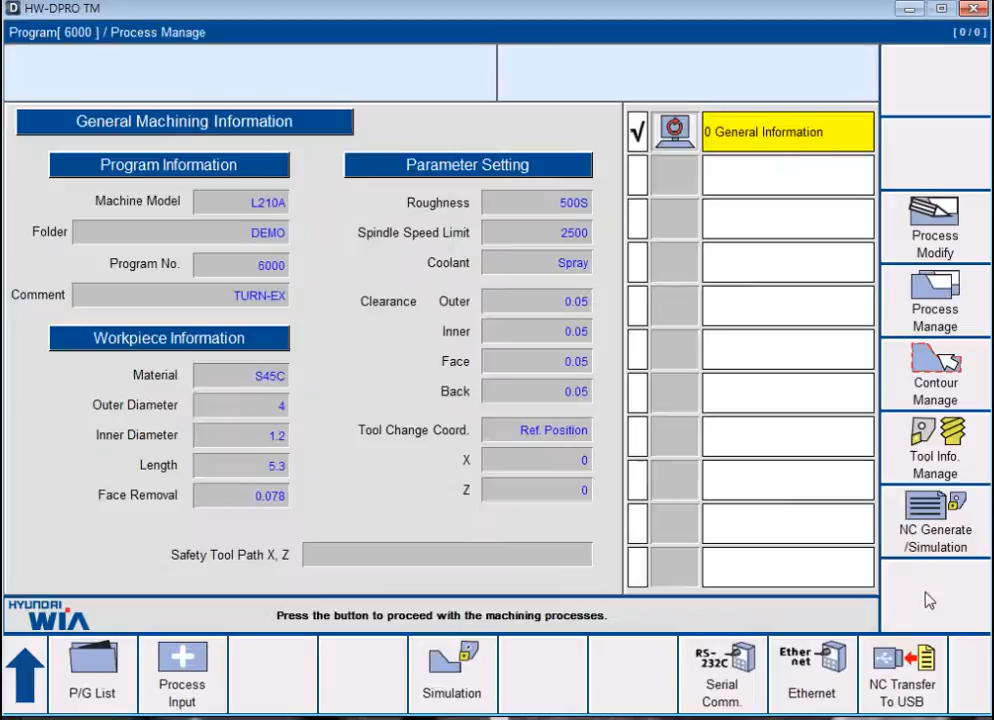 HW-DPRO TM
Program[ 6000 ] / Process Manage
[ 0 / 0 ]
General Machining Information
Program Information
Machine Model L210A
Folder DEMO
Program No. 6000
Comment TURN-EX
Workpiece Information
Material S45C
Outer Diameter 4
Inner Diameter 1.2
Length 5.3
Face Removal 0.078
Parameter Setting
Roughness 500S
Spindle Speed Limit 2500
Coolant Spray
Clearance Outer 0.05
Inner 0.05
Face 0.05
Back 0.05
Tool Change Coord. Ref. Position
X 0
Z 0
Safety Tool Path X, Z
0 General Information
Process
Modify
Process
Manage
Contour
Manage
Tool Info.
Manage
NC Generate
/Simulation
HYUNDAI
WIA
Press the button to proceed with the machining processes.
P/G List
Process
Input
Simulation
RS-
232C
Serial
Comm.
Ether
net
Ethernet
NC Transfer
To USB